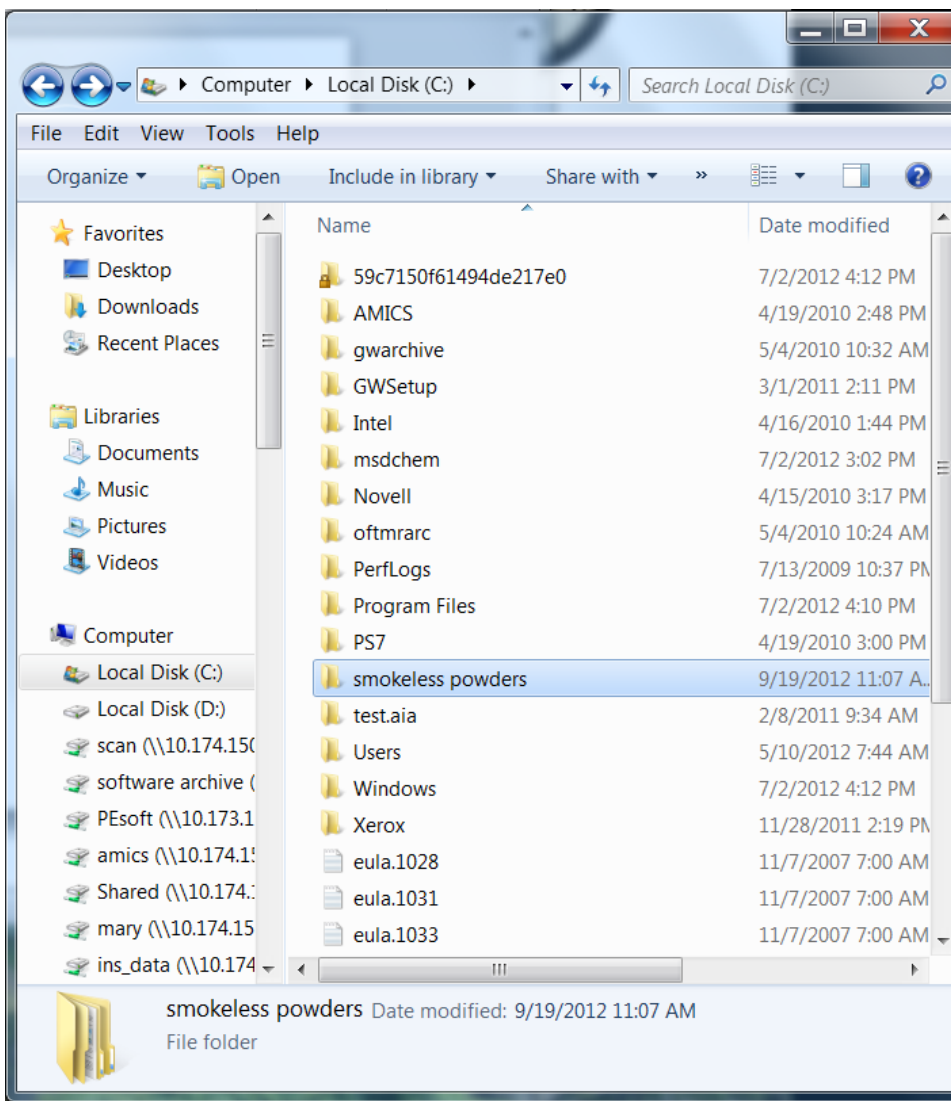 Computer Local Disk (C:) Search Local Disk (C:)
File Edit View Tools Help
Organize Open Include in library Share with »
Favorites
Desktop
Downloads
Recent Places
Libraries
Documents
Music
Pictures
Videos
Computer
Local Disk (C:)
Local Disk (D:)
scan (\\10.174.150
software archive (
PEsoft (\\10.173.1
amics (\\10.174.15
Shared (\\10.174.
mary (\\10.174.15
ins_data (\\10.174
Name Date modified
59c7150f61494de217e0 7/2/2012 4:12 PM
AMICS 4/19/2010 2:48 PM
gwarchive 5/4/2010 10:32 AM
GWSetup 3/1/2011 2:11 PM
Intel 4/16/2010 1:44 PM
msdchem 7/2/2012 3:02 PM
Novell 4/15/2010 3:17 PM
oftmrarc 5/4/2010 10:24 AM
PerfLogs 7/13/2009 10:37 PM
Program Files 7/2/2012 4:10 PM
PS7 4/19/2010 3:00 PM
smokeless powders 9/19/2012 11:07 A...
test.aia 2/8/2011 9:34 AM
Users 5/10/2012 7:44 AM
Windows 7/2/2012 4:12 PM
Xerox 11/28/2011 2:19 PM
eula.1028 11/7/2007 7:00 AM
eula.1031 11/7/2007 7:00 AM
eula.1033 11/7/2007 7:00 AM
smokeless powders Date modified: 9/19/2012 11:07 AM
File folder